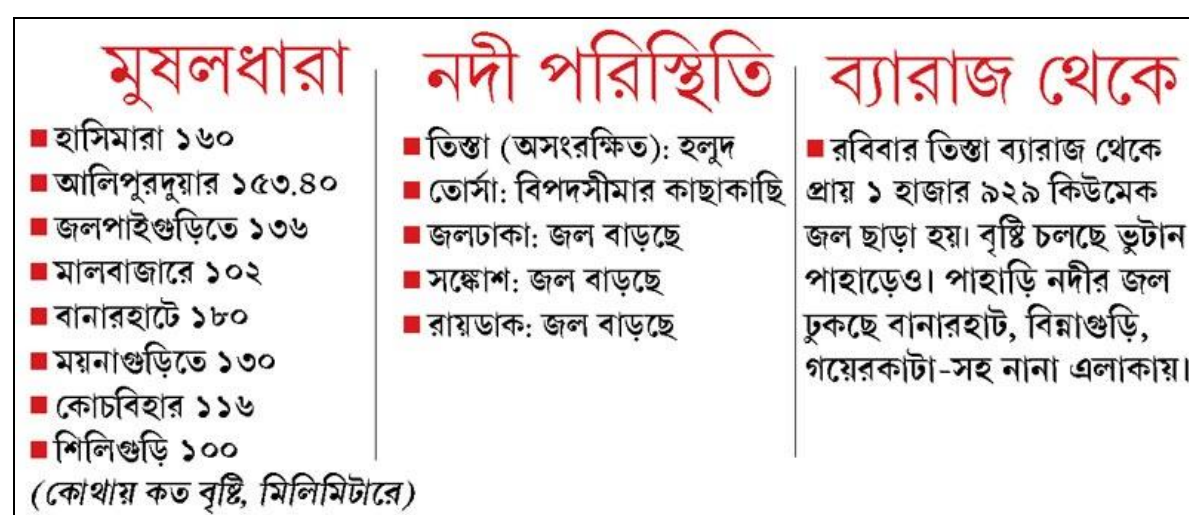 মুষলধারা
■ হাসিমারা ১৬০
■ আলিপুরদুয়ার ১৫৩.৪০
■ জলপাইগুড়িতে ১৩৬
■ মালবাজারে ১০২
■ বানারহাটে ১৮০
■ ময়নাগুড়িতে ১৩০
■ কোচবিহার ১১৬
■ শিলিগুড়ি ১০০
(কোথায় কত বৃষ্টি, মিলিমিটারে)
নদী পরিস্থিতি
■ তিস্তা (অসংরক্ষিত): হলুদ
■ তোর্সা: বিপদসীমার কাছাকাছি
■ জলঢাকা: জল বাড়ছে
■ সঙ্কোশ: জল বাড়ছে
■ রায়ডাক: জল বাড়ছে
ব্যারাজ থেকে
■ রবিবার তিস্তা ব্যারাজ থেকে
প্রায় ১ হাজার ৯২৯ কিউমেক
জল ছাড়া হয়। বৃষ্টি চলছে ভুটান
পাহাড়েও। পাহাড়ি নদীর জল
ঢুকছে বানারহাট, বিন্নাগুড়ি,
গয়েরকাটা-সহ নানা এলাকায়।